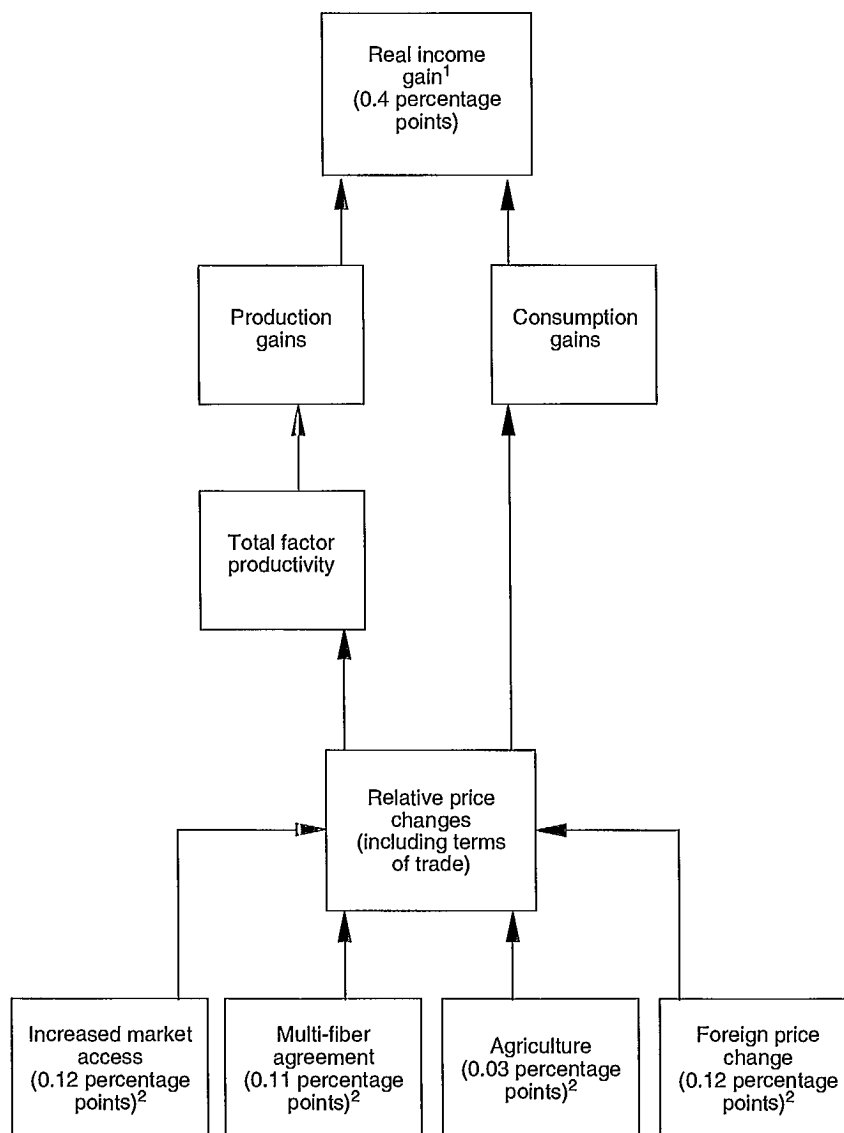 Real income
gain¹
(0.4 percentage
points)
Production
gains
Consumption
gains
Total factor
productivity
Relative price
changes
(including terms
of trade)
Increased market
access
(0.12 percentage
points)²
Multi-fiber
agreement
(0.11 percentage
points)²
Agriculture
(0.03 percentage
points)²
Foreign price
change
(0.12 percentage
points)²